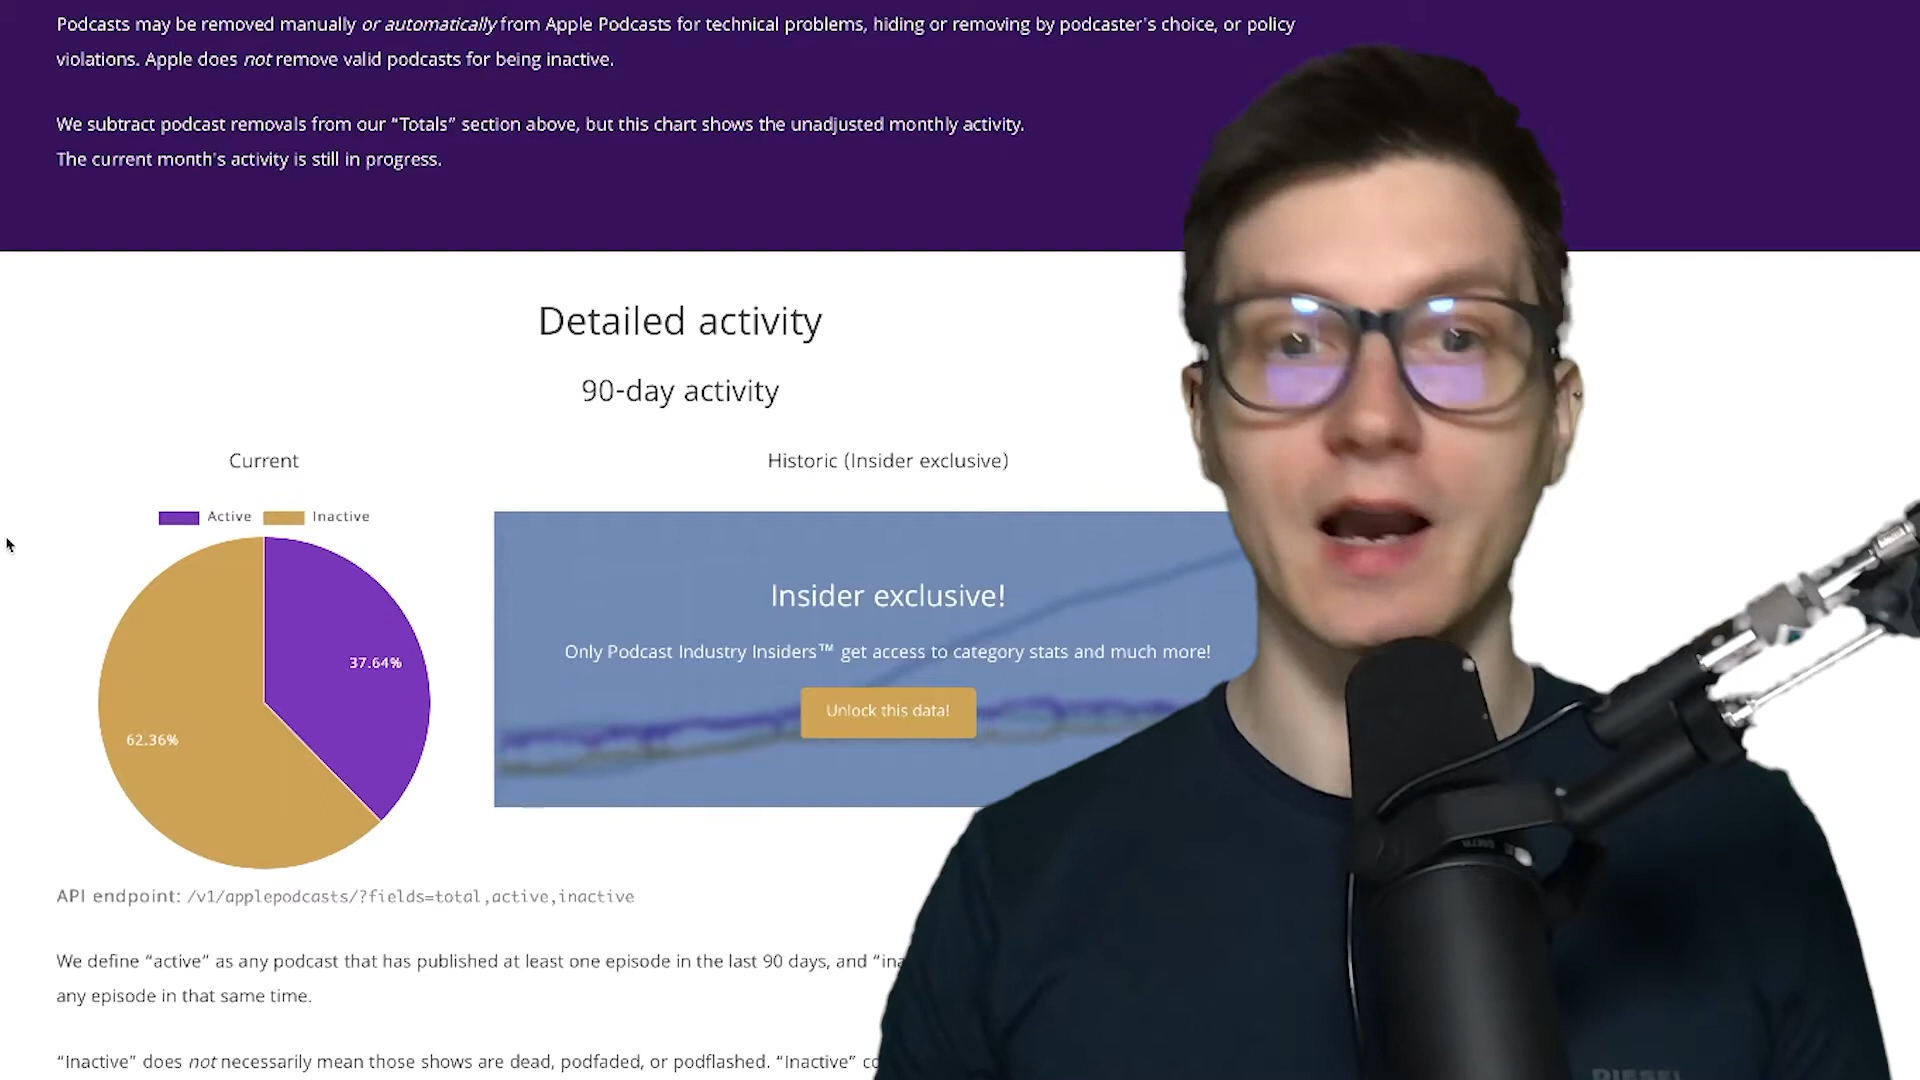 Podcasts may be removed manually or automatically from Apple Podcasts for technical problems, hiding or removing by podcaster's choice, or policy
violations. Apple does not remove valid podcasts for being inactive.
We subtract podcast removals from our “Totals” section above, but this chart shows the unadjusted monthly activity.
The current month's activity is still in progress.
Detailed activity
90-day activity
Current
Historic (Insider exclusive)
Active Inactive
37.64%
62.36%
Insider exclusive!
Only Podcast Industry Insiders™ get access to category stats and much more!
Unlock this data!
API endpoint: /v1/applepodcasts/?fields=total,active,inactive
We define “active” as any podcast that has published at least one episode in the last 90 days, and
any episode in that same time.
“Inactive” does not necessarily mean those shows are dead, podfaded, or podflashed. “Inactive”
DIESEL